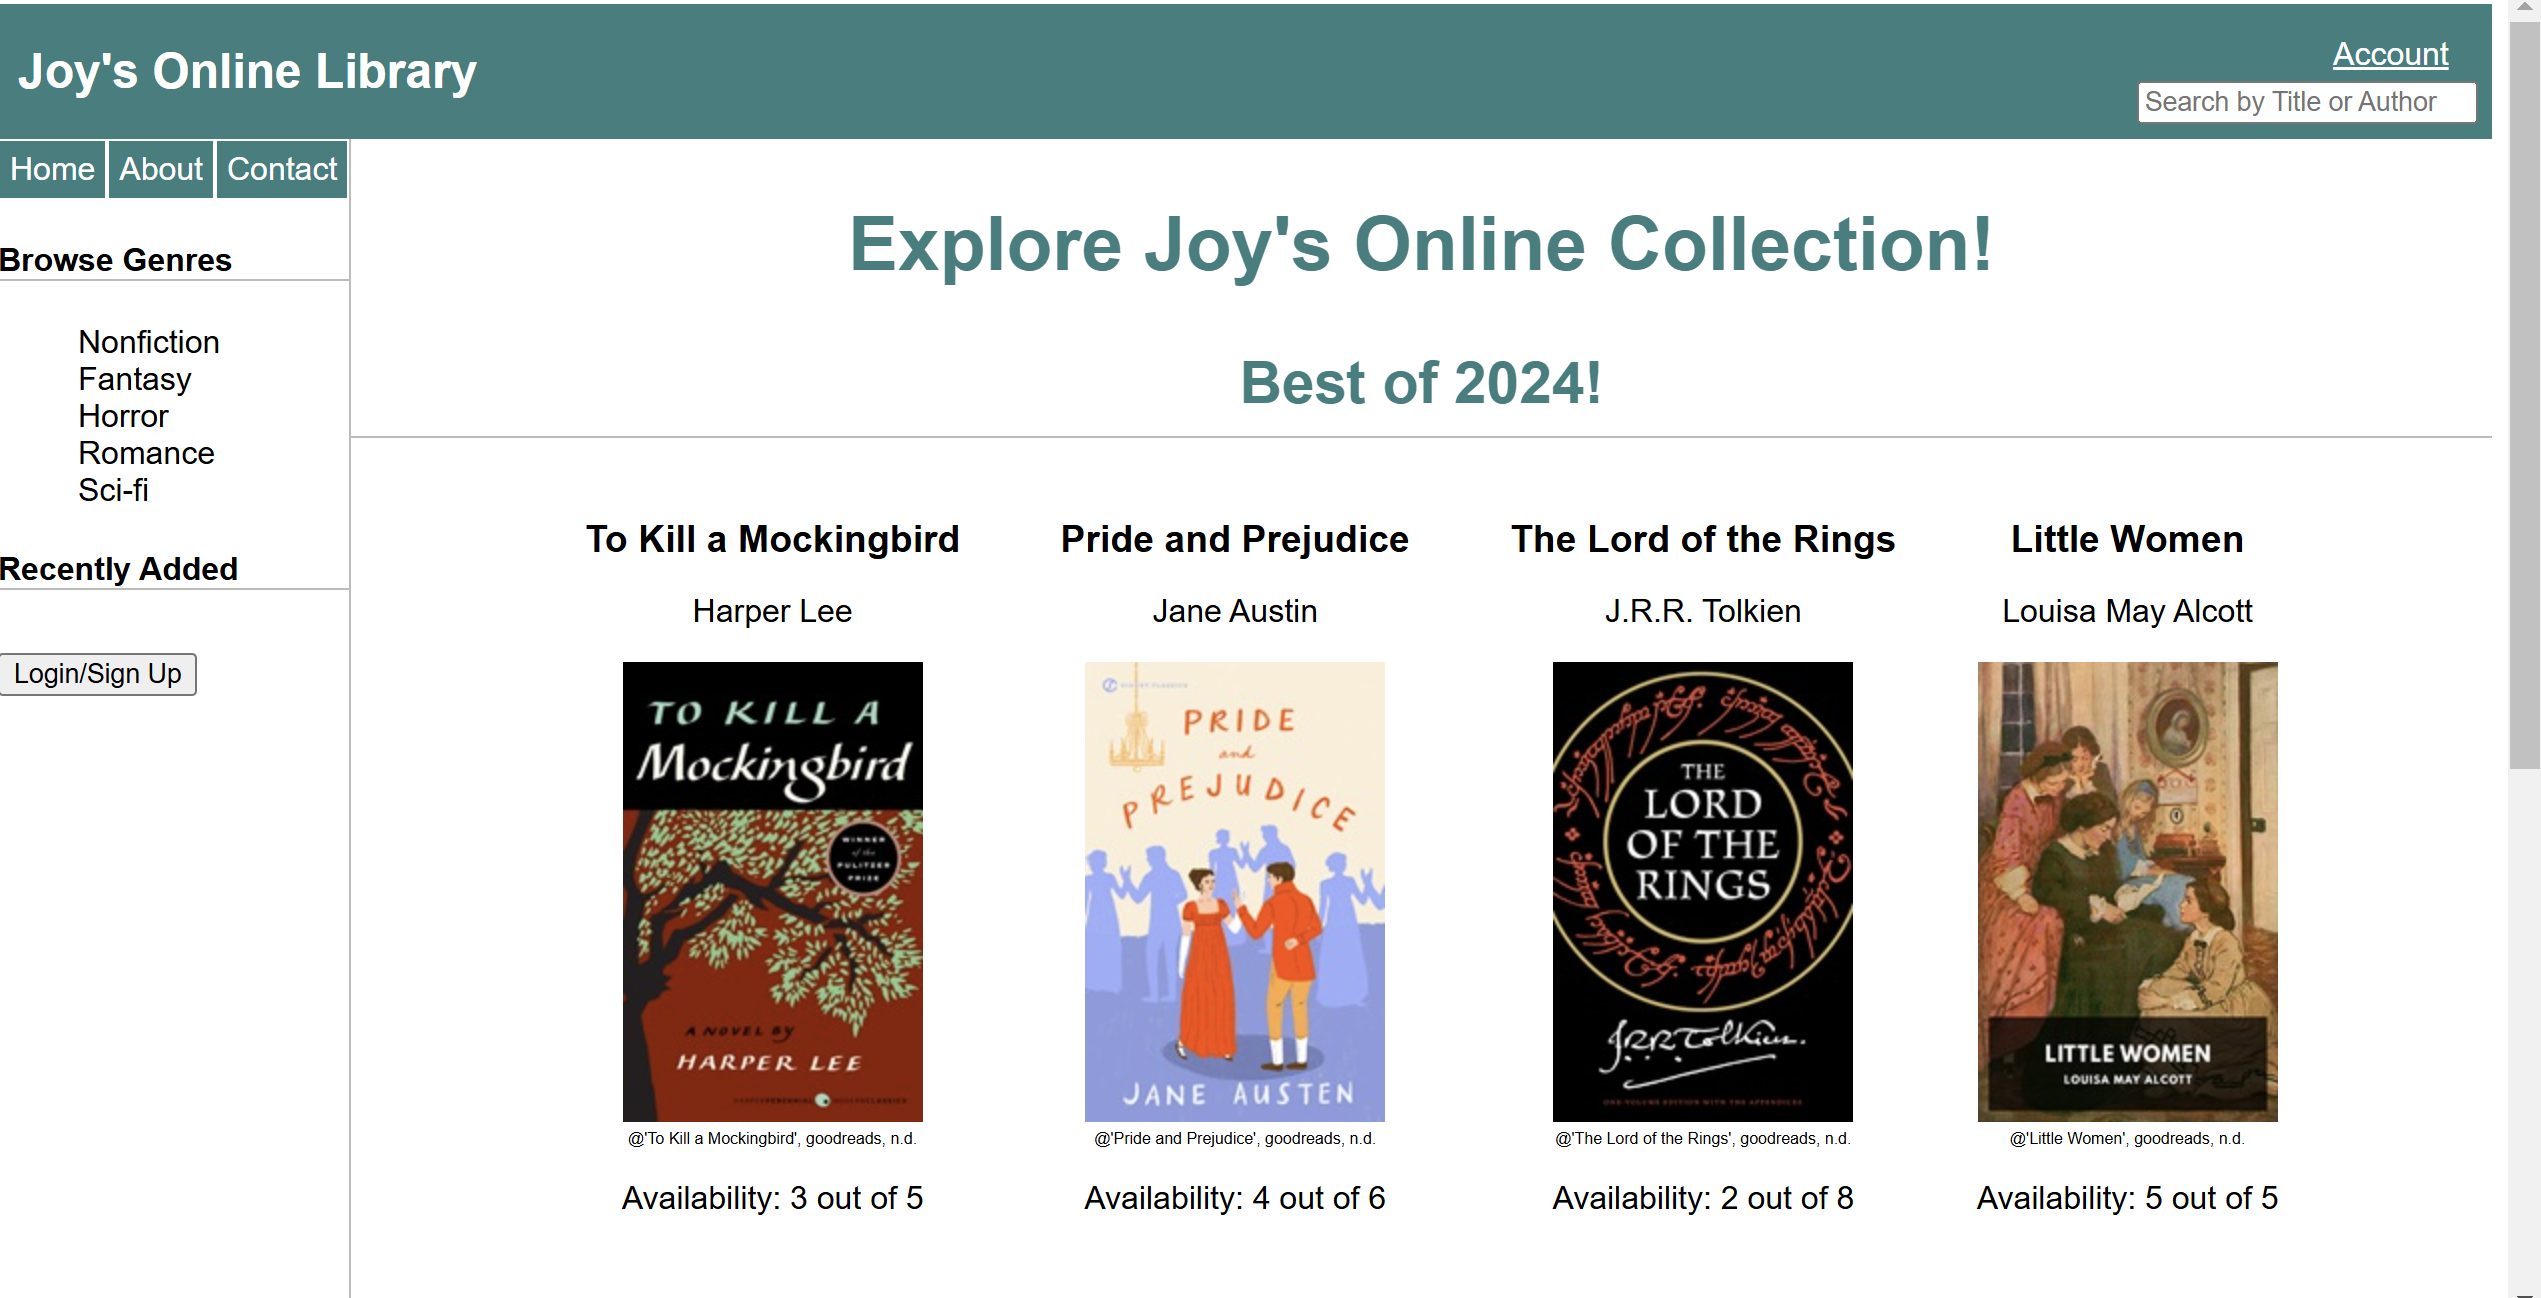 Joy's Online Library
Account
Search by Title or Author
Home About Contact
Browse Genres
Nonfiction
Fantasy
Horror
Romance
Sci-fi
Recently Added
Login/Sign Up
Explore Joy's Online Collection!
Best of 2024!
To Kill a Mockingbird
Harper Lee
TO KILL A
Mockingbird
WINNER
of the
PULITZER
PRIZE
A NOVEL BY
HARPER LEE
@'To Kill a Mockingbird', goodreads, n.d.
Availability: 3 out of 5
Pride and Prejudice
Jane Austin
PRIDE
and
PREJUDICE
JANE AUSTEN
@'Pride and Prejudice', goodreads, n.d.
Availability: 4 out of 6
The Lord of the Rings
J.R.R. Tolkien
THE
LORD
OF THE
RINGS
J.R.R. Tolkien.
ONE-VOLUME EDITION WITH THE APPENDICES
@'The Lord of the Rings', goodreads, n.d.
Availability: 2 out of 8
Little Women
Louisa May Alcott
LITTLE WOMEN
LOUISA MAY ALCOTT
@'Little Women', goodreads, n.d.
Availability: 5 out of 5